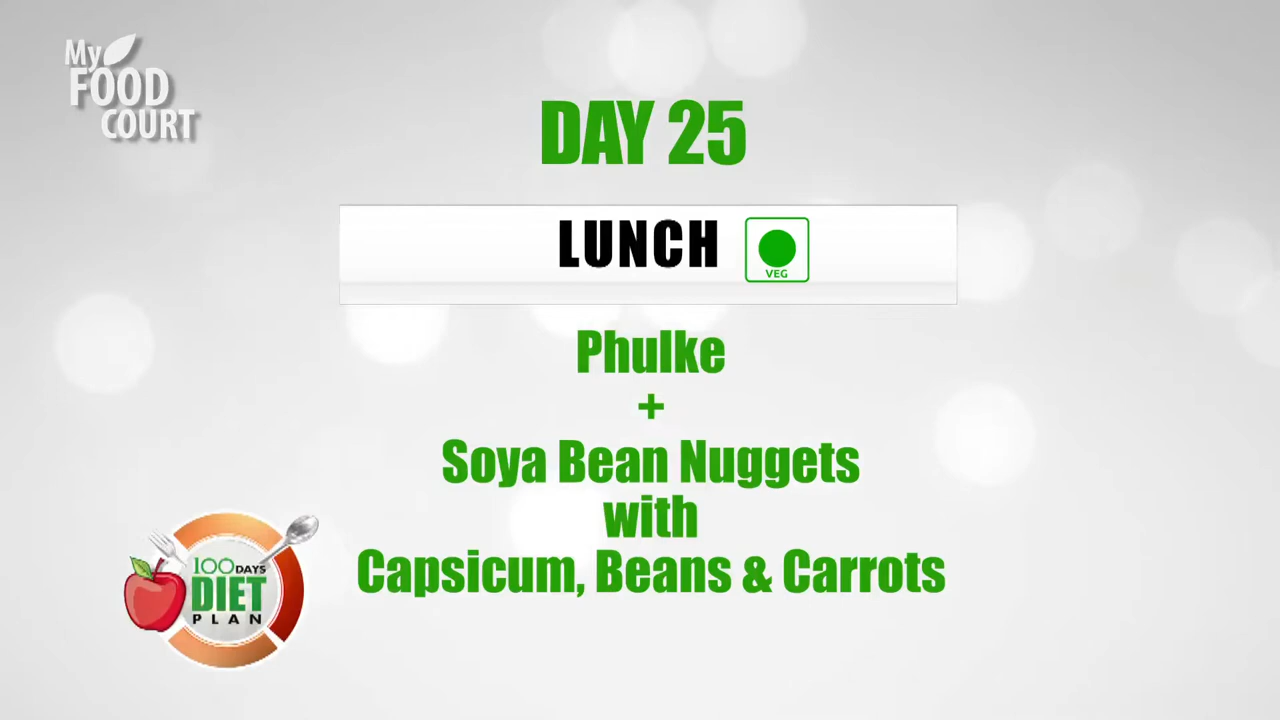 My
FOOD
COURT
DAY 25
LUNCH
VEG
Phulke
+
Soya Bean Nuggets
with
Capsicum, Beans & Carrots
100 DAYS
DIET
PLAN